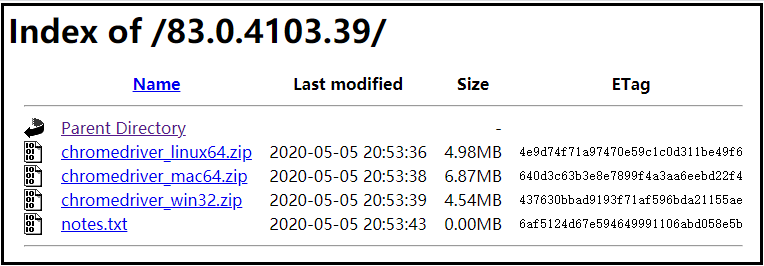 Index of /83.0.4103.39/
Name Last modified Size ETag
Parent Directory -
chromedriver_linux64.zip 2020-05-05 20:53:36 4.98MB 4e9d74f71a97470e59c1c0d311be49f6
chromedriver_mac64.zip 2020-05-05 20:53:38 6.87MB 640d3c63b3e8e7899f4a3aa6eebd22f4
chromedriver_win32.zip 2020-05-05 20:53:39 4.54MB 437630bbad9193f71af596bda21155ae
notes.txt 2020-05-05 20:53:43 0.00MB 6af5124d67e594649991106abd058e5b